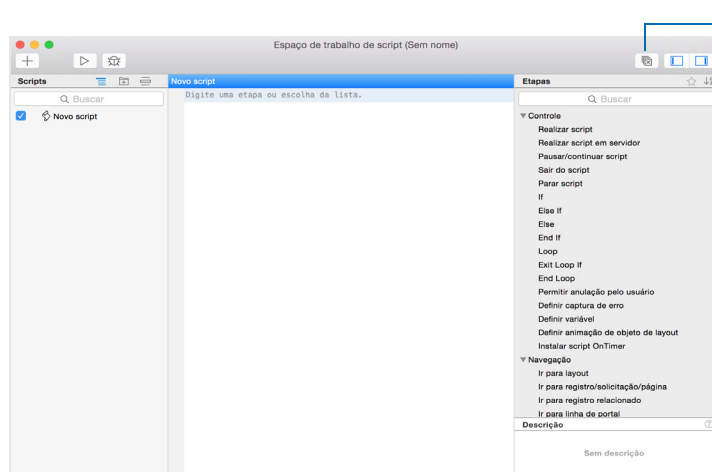 Espaço de trabalho de script (Sem nome)
Scripts
Novo script
Etapas
Buscar
Digite uma etapa ou escolha da lista.
Buscar
Novo script
Controle
Realizar script
Realizar script em servidor
Pausar/continuar script
Sair do script
Parar script
If
Else If
Else
End If
Loop
Exit Loop If
End Loop
Permitir anulação pelo usuário
Definir captura de erro
Definir variável
Definir animação de objeto de layout
Instalar script OnTimer
Navegação
Ir para layout
Ir para registro/solicitação/página
Ir para registro relacionado
Ir para linha de portal
Descrição
Sem descrição